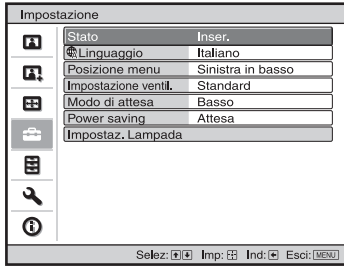 Impostazione
Stato Inser.
Linguaggio Italiano
Posizione menu Sinistra in basso
Impostazione ventil. Standard
Modo di attesa Basso
Power saving Attesa
Impostaz. Lampada
Selez: Imp: Ind: Esci: MENU